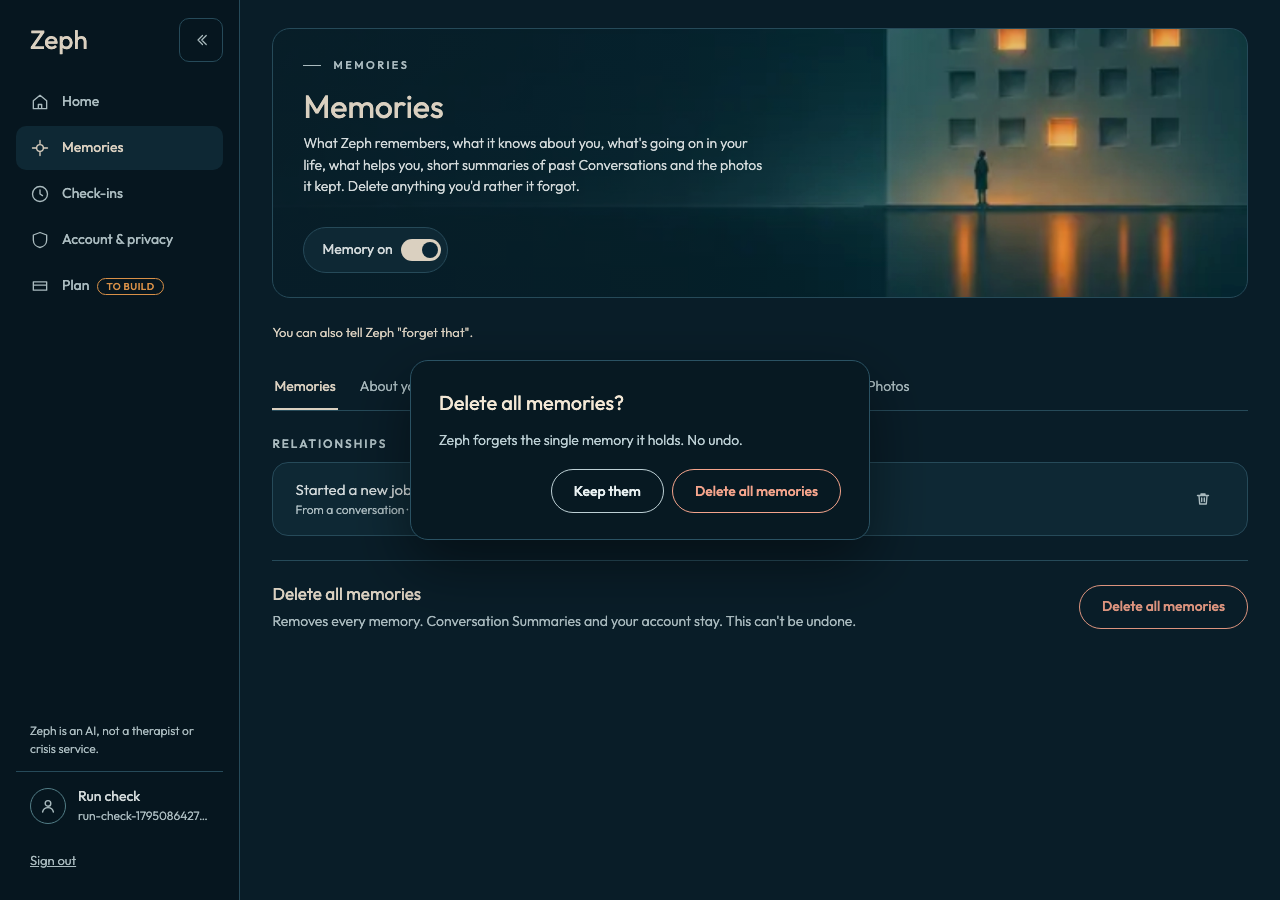 Zeph
Home
Memories
Check-ins
Account & privacy
Plan TO BUILD
Zeph is an AI, not a therapist or
crisis service.
Run check
run-check-1795086427...
Sign out
MEMORIES
Memories
What Zeph remembers, what it knows about you, what's going on in your
life, what helps you, short summaries of past Conversations and the photos
it kept. Delete anything you'd rather it forgot.
Memory on
You can also tell Zeph "forget that".
Memories About Photos
RELATIONSHIPS
Started a new job
From a conversation ·
Delete all memories?
Zeph forgets the single memory it holds. No undo.
Keep them Delete all memories
Delete all memories
Removes every memory. Conversation Summaries and your account stay. This can't be undone.
Delete all memories